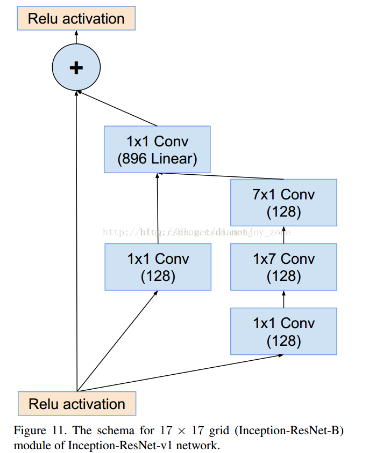 Relu activation
+
1x1 Conv
(896 Linear)
7x1 Conv
(128)
1x1 Conv
(128)
1x7 Conv
(128)
1x1 Conv
(128)
Relu activation
Figure 11. The schema for 17 × 17 grid (Inception-ResNet-B)
module of Inception-ResNet-v1 network.